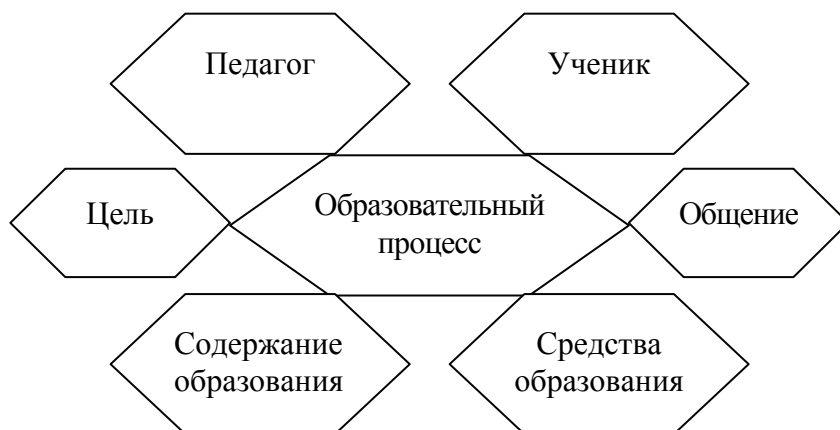 Педагог
Ученик
Цель
Образовательный
процесс
Общение
Содержание
образования
Средства
образования